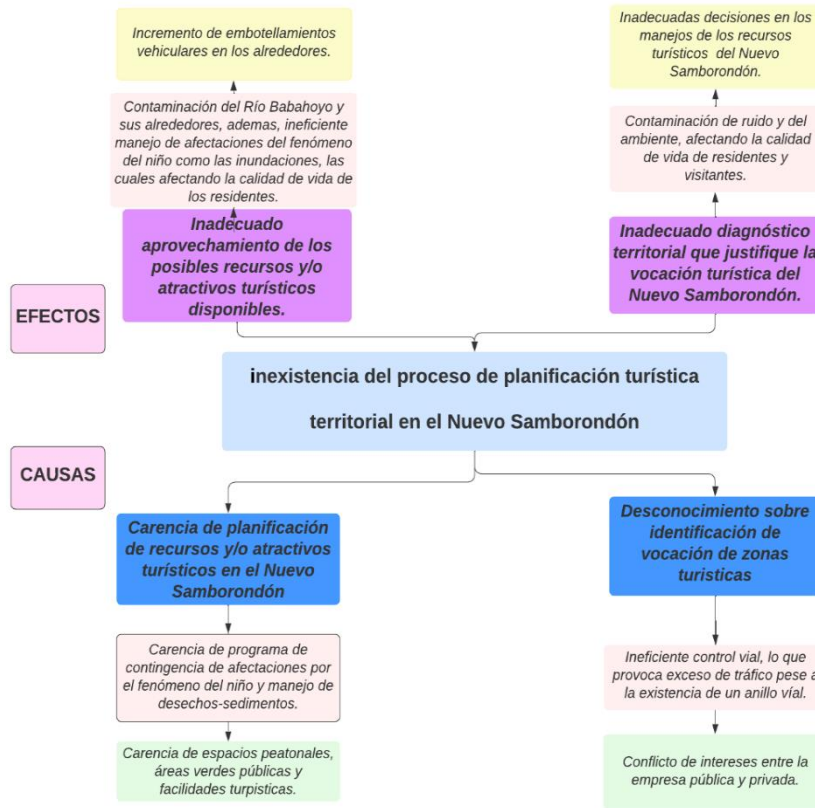 Incremento de embotellamientos
vehiculares en los alrededores.
Contaminación del Río Babahoyo y
sus alrededores, ademas, ineficiente
manejo de afectaciones del fenómeno
del niño como las inundaciones, las
cuales afectando la calidad de vida de
los residentes.
Inadecuado
aprovechamiento de los
posibles recursos y/o
atractivos turísticos
disponibles.
Inadecuadas decisiones en los
manejos de los recursos
turísticos del Nuevo
Samborondón.
Contaminación de ruido y del
ambiente, afectando la calidad
de vida de residentes y
visitantes.
Inadecuado diagnóstico
territorial que justifique la
vocación turística del
Nuevo Samborondón.
EFECTOS
inexistencia del proceso de planificación turística
territorial en el Nuevo Samborondón
CAUSAS
Carencia de planificación
de recursos y/o atractivos
turísticos en el Nuevo
Samborondón
Carencia de programa de
contingencia de afectaciones por
el fenómeno del niño y manejo de
desechos-sedimentos.
Carencia de espacios peatonales,
áreas verdes públicas y
facilidades turpisticas.
Desconocimiento sobre
identificación de
vocación de zonas
turisticas
Ineficiente control vial, lo que
provoca exceso de tráfico pese a
la existencia de un anillo víal.
Conflicto de intereses entre la
empresa pública y privada.